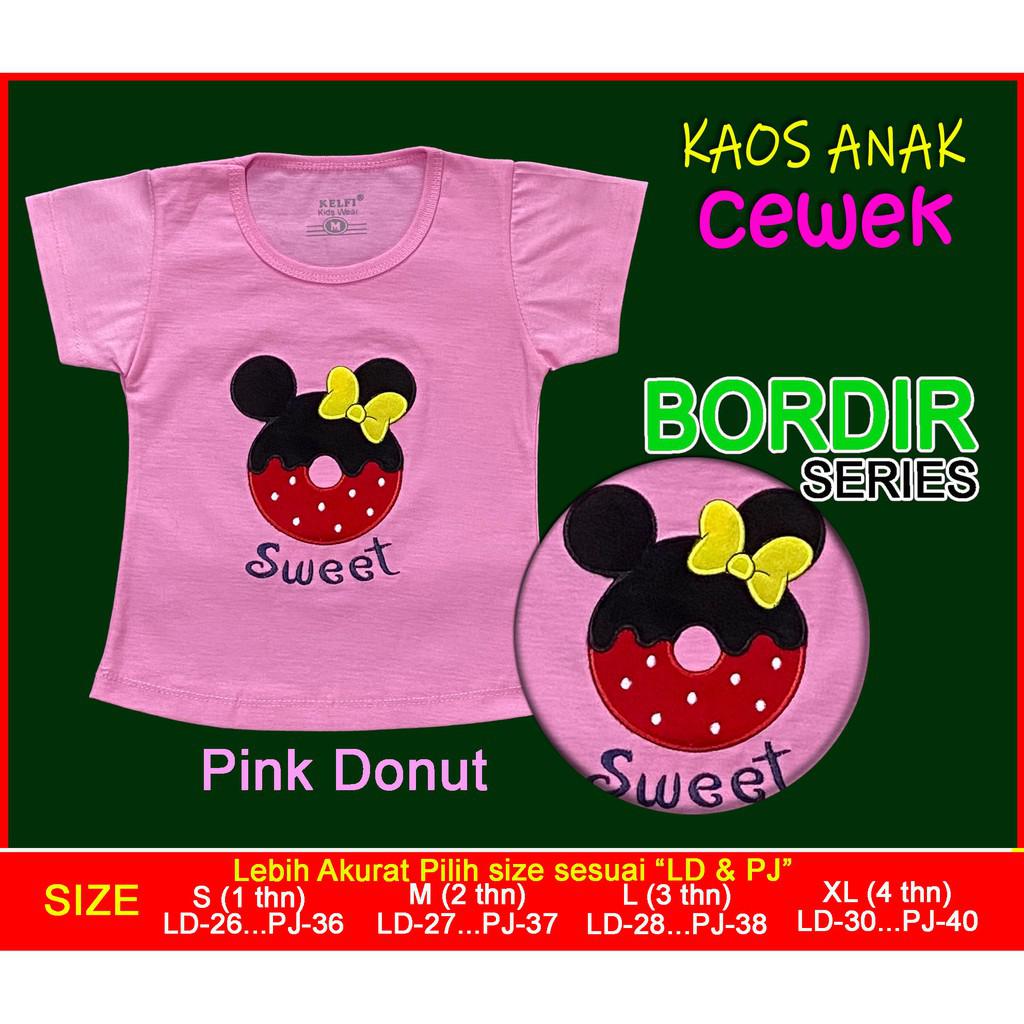 KAOS ANAK
cewek
KELFI®
Kids Wear
M
BORDIR
SERIES
Sweet
Sweet
Pink Donut
Lebih Akurat Pilih size sesuai “LD & PJ”
SIZE
S (1 thn)
LD-26...PJ-36
M (2 thn)
LD-27...PJ-37
L (3 thn)
LD-28...PJ-38
XL (4 thn)
LD-30...PJ-40